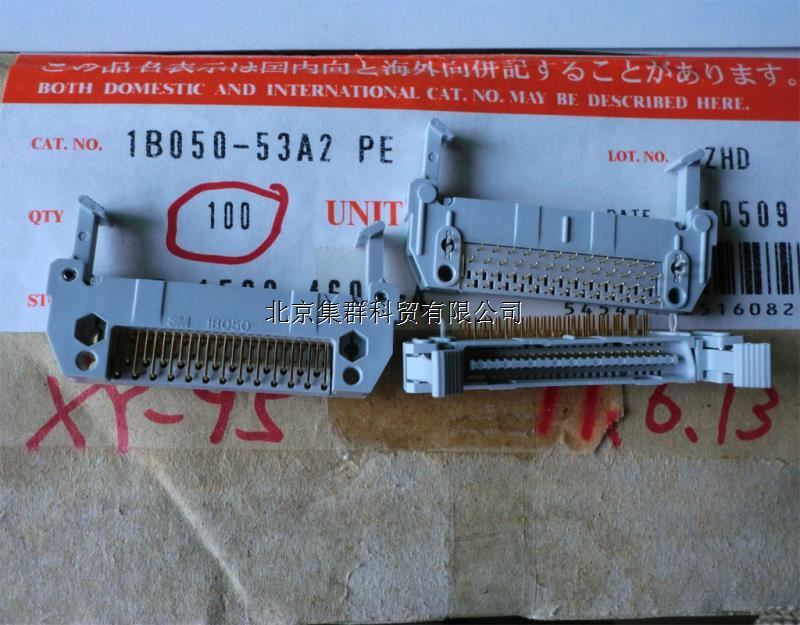 この品名表示は国内向と海外向併記することがあります。
BOTH DOMESTIC AND INTERNATIONAL CAT. NO. MAY BE DESCRIBED HERE.
CAT. NO. 1B050-53A2 PE LOT. NO. ZHD
QTY 100 UNIT 10509
北京集群科贸有限公司
1B050
516082
XY-95 11.6.13